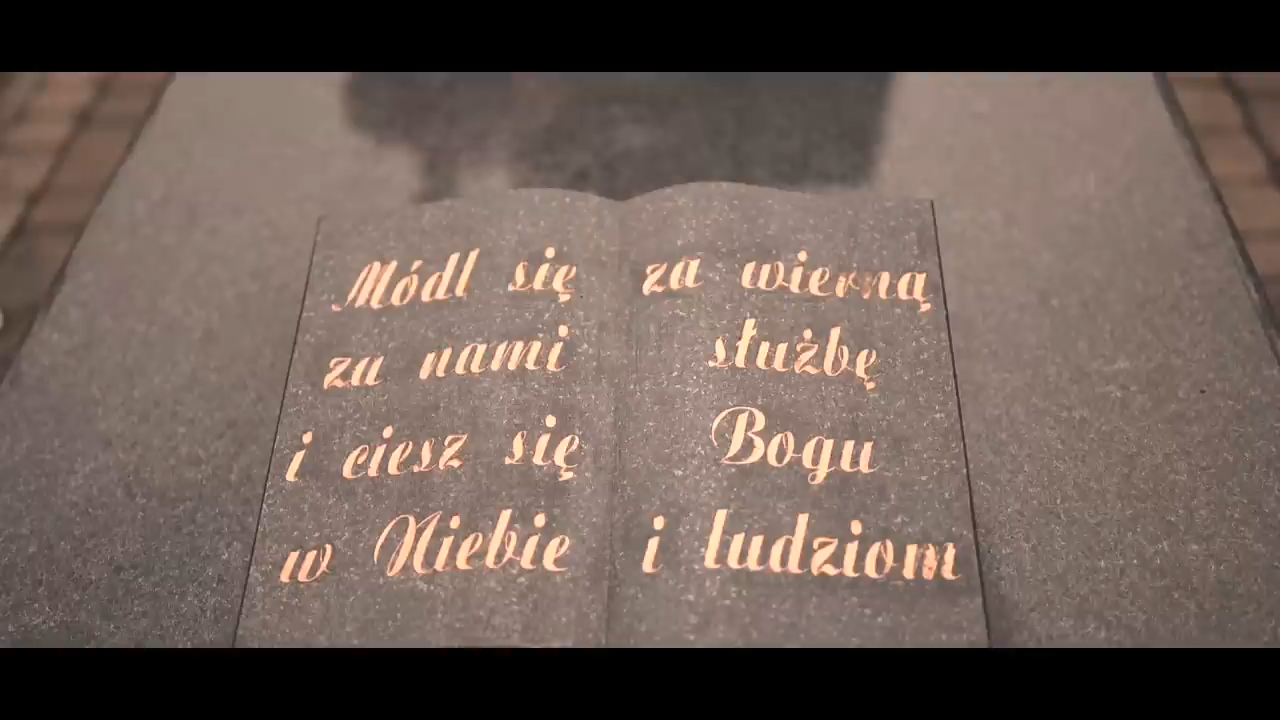 Módl się
za nami
i ciesz się
w Niebie
za wierną
służbę
Bogu
i ludziom